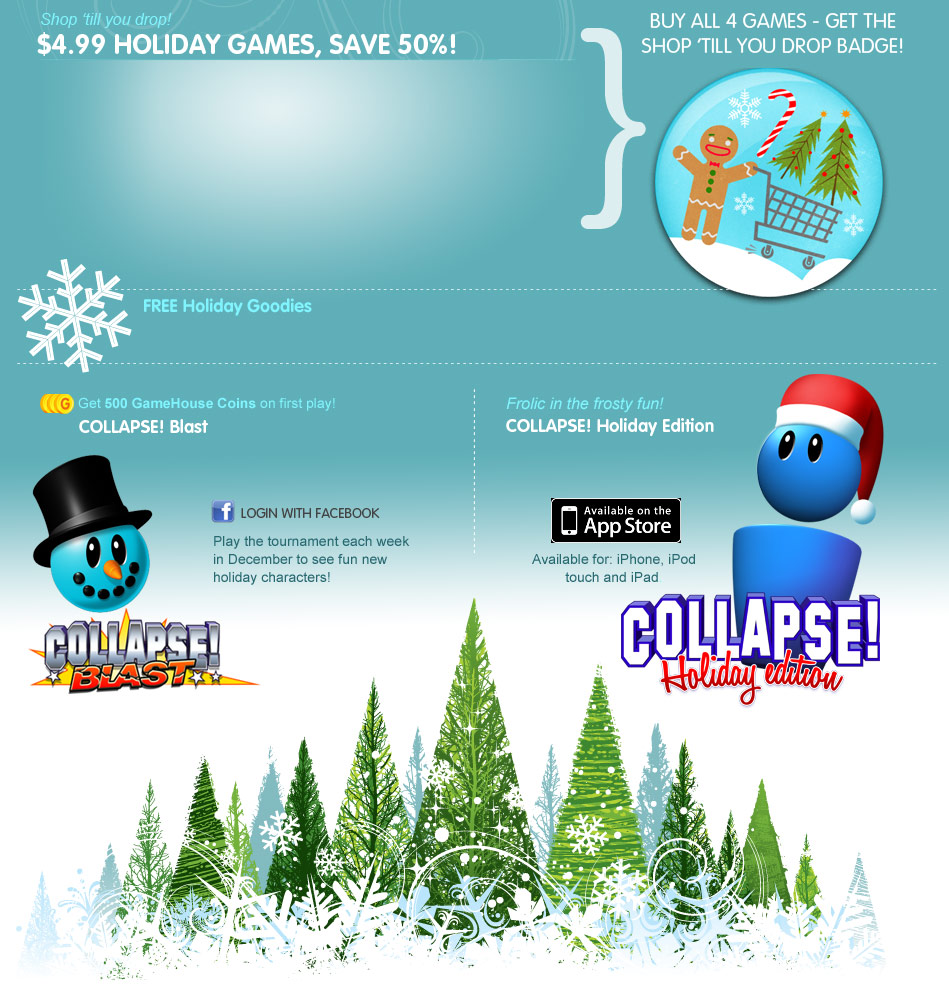 Shop 'till you drop!
$4.99 HOLIDAY GAMES, SAVE 50%!
BUY ALL 4 GAMES - GET THE
SHOP 'TILL YOU DROP BADGE!
FREE Holiday Goodies
G Get 500 GameHouse Coins on first play!
COLLAPSE! Blast
f LOGIN WITH FACEBOOK
Play the tournament each week
in December to see fun new
holiday characters!
COLLAPSE!
BLAST
Frolic in the frosty fun!
COLLAPSE! Holiday Edition
Available on the
App Store
Available for: iPhone, iPod
touch and iPad
COLLAPSE!
Holiday edition